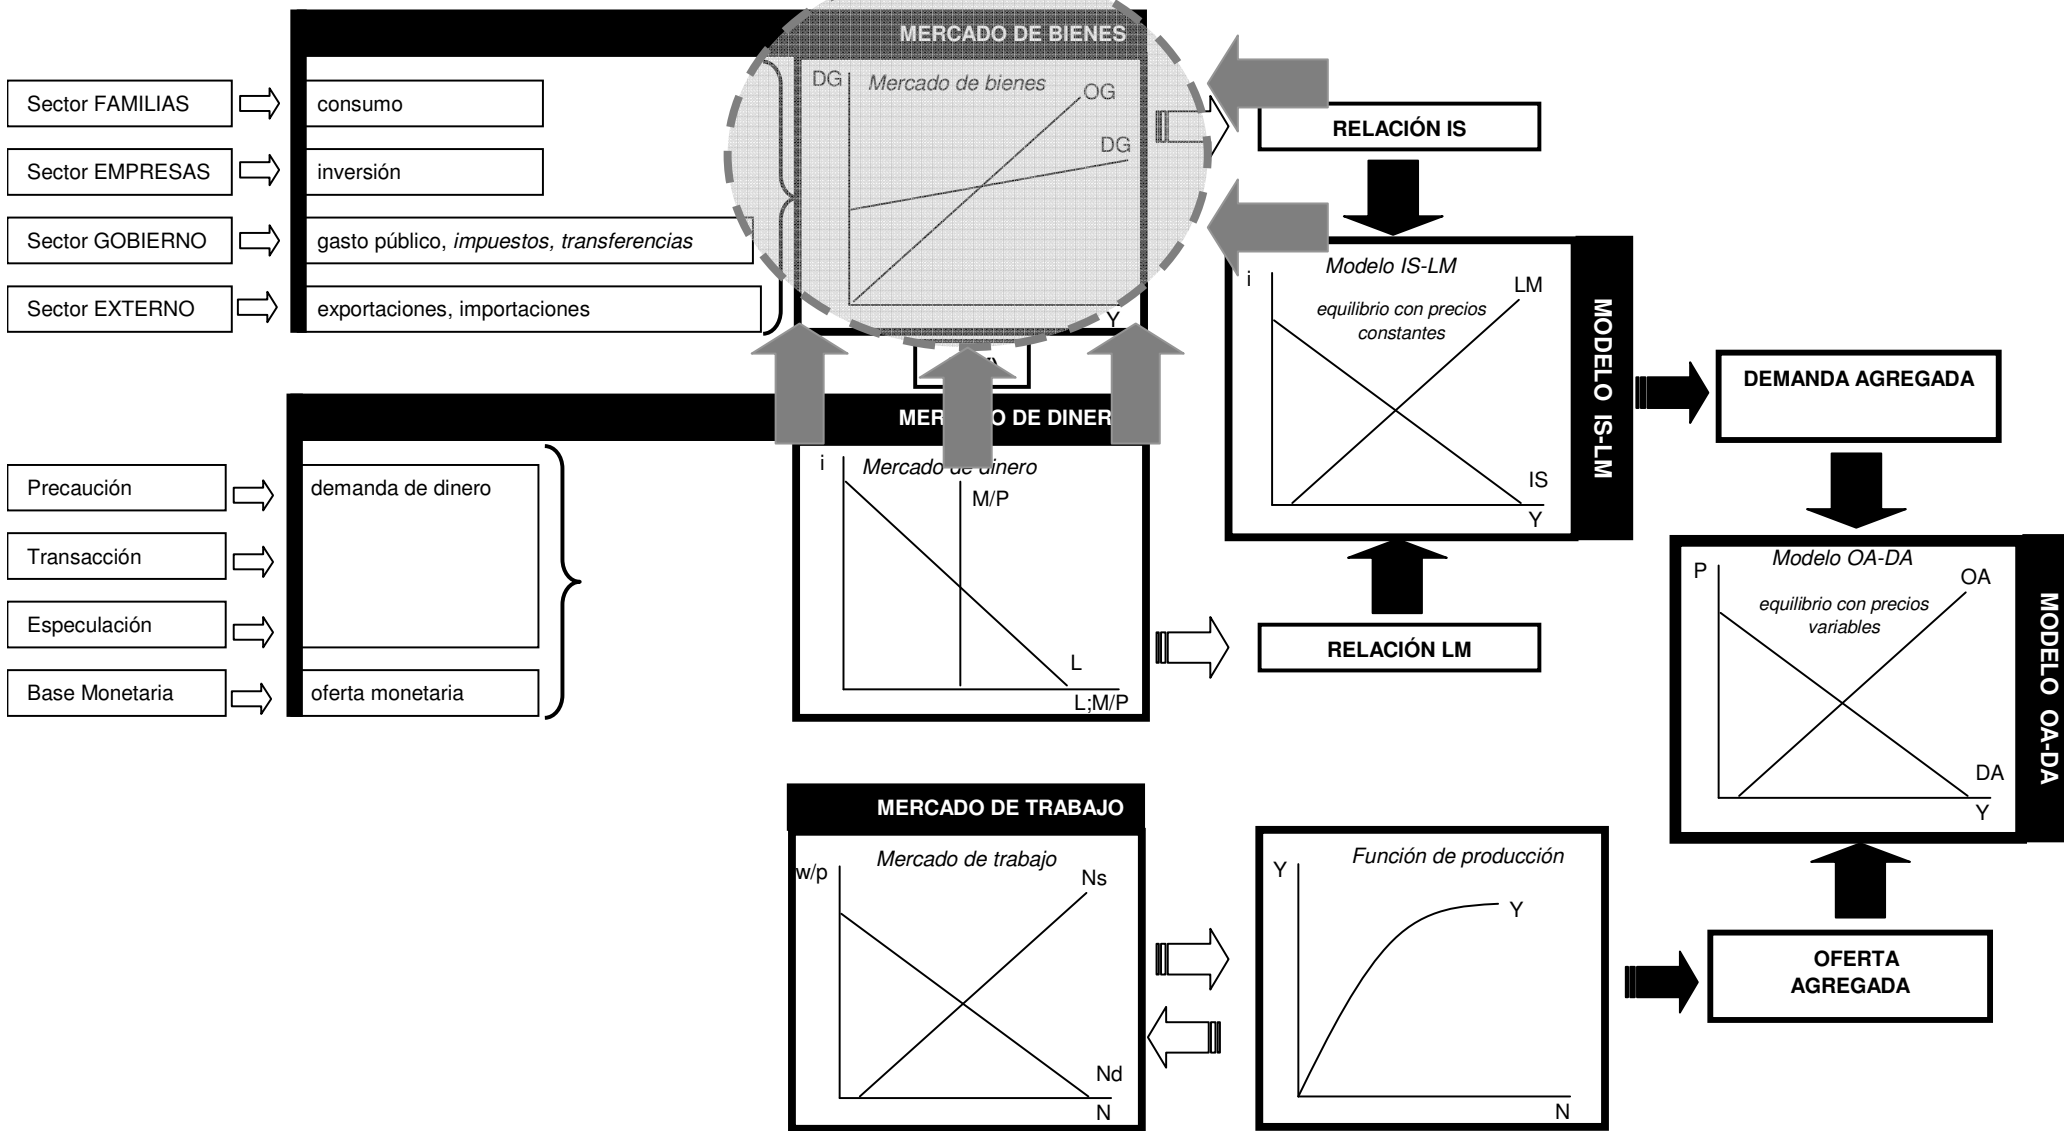 MERCADO DE BIENES
Sector FAMILIAS
consumo
Sector EMPRESAS
inversión
Sector GOBIERNO
gasto público, impuestos, transferencias
Sector EXTERNO
exportaciones, importaciones
DG
Mercado de bienes
OG
DG
Y
RELACIÓN IS
i
Modelo IS-LM
LM
equilibrio con precios
constantes
IS
Y
MODELO IS-LM
DEMANDA AGREGADA
MERCADO DE DINER
Precaución
demanda de dinero
Transacción
Especulación
Base Monetaria
oferta monetaria
i
Mercado de dinero
M/P
L
L;M/P
RELACIÓN LM
P
Modelo OA-DA
OA
equilibrio con precios
variables
DA
Y
MODELO OA-DA
MERCADO DE TRABAJO
w/p
Mercado de trabajo
Ns
Nd
N
Y
Función de producción
Y
N
OFERTA
AGREGADA